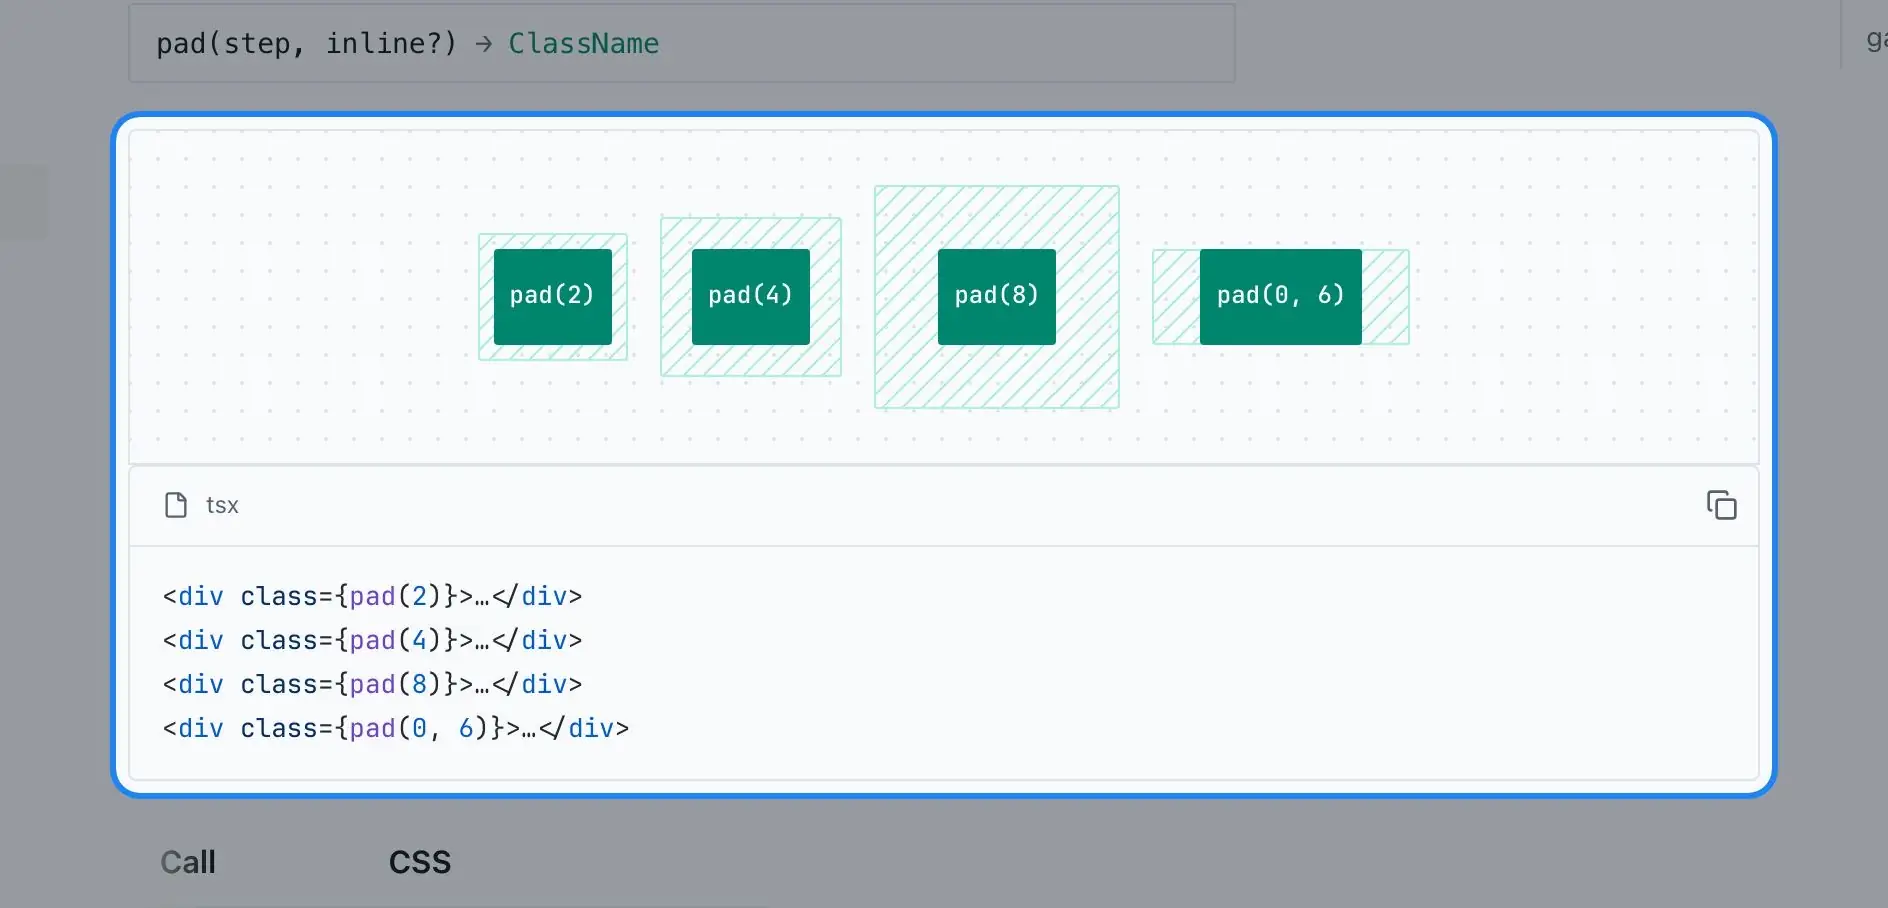 pad(step, inline?) → ClassName
pad(2)
pad(4)
pad(8)
pad(0, 6)
tsx
<div class={pad(2)}>…</div>
<div class={pad(4)}>…</div>
<div class={pad(8)}>…</div>
<div class={pad(0, 6)}>…</div>
Call CSS